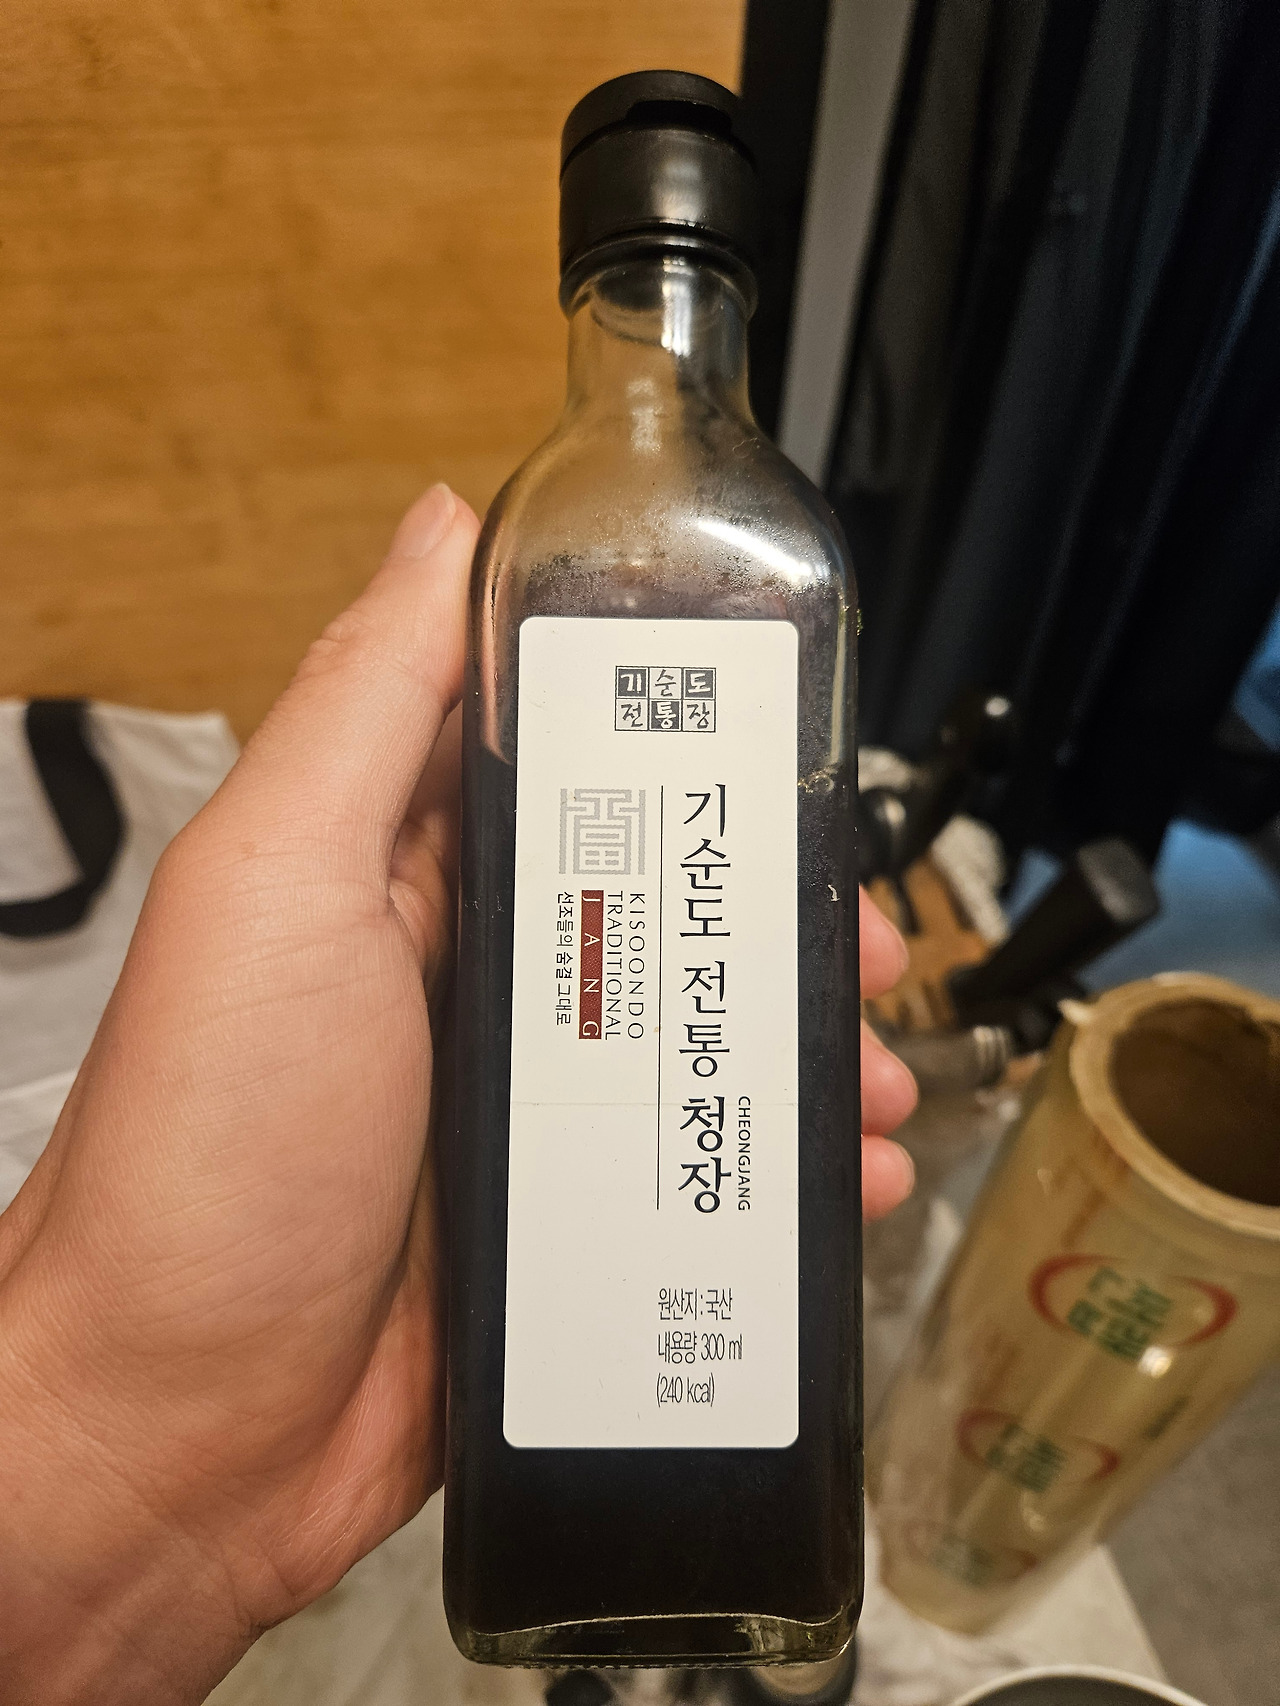 기순도
전통장
기순도 전통 청장
CHEONGJANG
KISOONDO
TRADITIONAL
JANG
선조들의 숨결 그대로
원산지 : 국산
내용량 300 ml
(240 kcal)